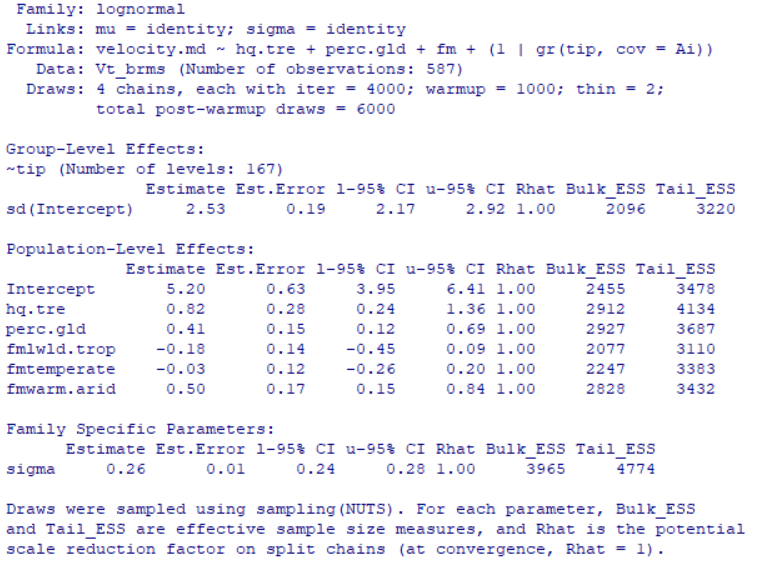 Family: lognormal
Links: mu = identity; sigma = identity
Formula: velocity.md ~ hq.tre + perc.gld + fm + (1 | gr(tip, cov = Ai))
Data: Vt_brms (Number of observations: 587)
Draws: 4 chains, each with iter = 4000; warmup = 1000; thin = 2;
total post-warmup draws = 6000
Group-Level Effects:
~tip (Number of levels: 167)
Estimate Est.Error l-95% CI u-95% CI Rhat Bulk_ESS Tail_ESS
sd(Intercept) 2.53 0.19 2.17 2.92 1.00 2096 3220
Population-Level Effects:
Estimate Est.Error l-95% CI u-95% CI Rhat Bulk_ESS Tail_ESS
Intercept 5.20 0.63 3.95 6.41 1.00 2455 3478
hq.tre 0.82 0.28 0.24 1.36 1.00 2912 4134
perc.gld 0.41 0.15 0.12 0.69 1.00 2927 3687
fmlwld.trop -0.18 0.14 -0.45 0.09 1.00 2077 3110
fmtemperate -0.03 0.12 -0.26 0.20 1.00 2247 3383
fmwarm.arid 0.50 0.17 0.15 0.84 1.00 2828 3432
Family Specific Parameters:
Estimate Est.Error l-95% CI u-95% CI Rhat Bulk_ESS Tail_ESS
sigma 0.26 0.01 0.24 0.28 1.00 3965 4774
Draws were sampled using sampling(NUTS). For each parameter, Bulk_ESS
and Tail_ESS are effective sample size measures, and Rhat is the potential
scale reduction factor on split chains (at convergence, Rhat = 1).